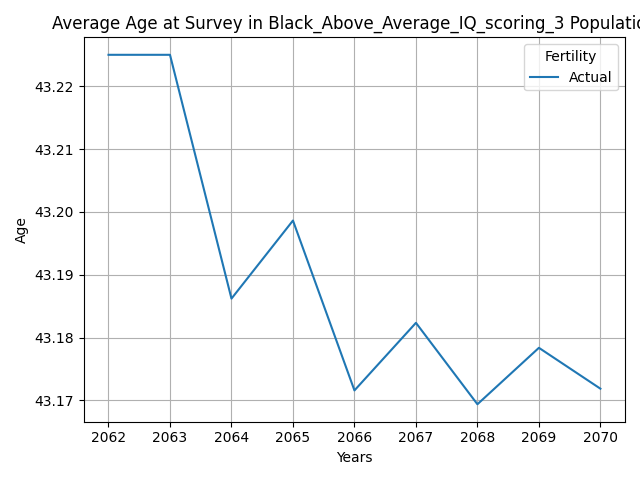 Average Age at Survey in Black_Above_Average_IQ_scoring_3 Populatio
Fertility
Actual
43.22
43.21
43.20
43.19
43.18
43.17
Age
2062 2063 2064 2065 2066 2067 2068 2069 2070
Years